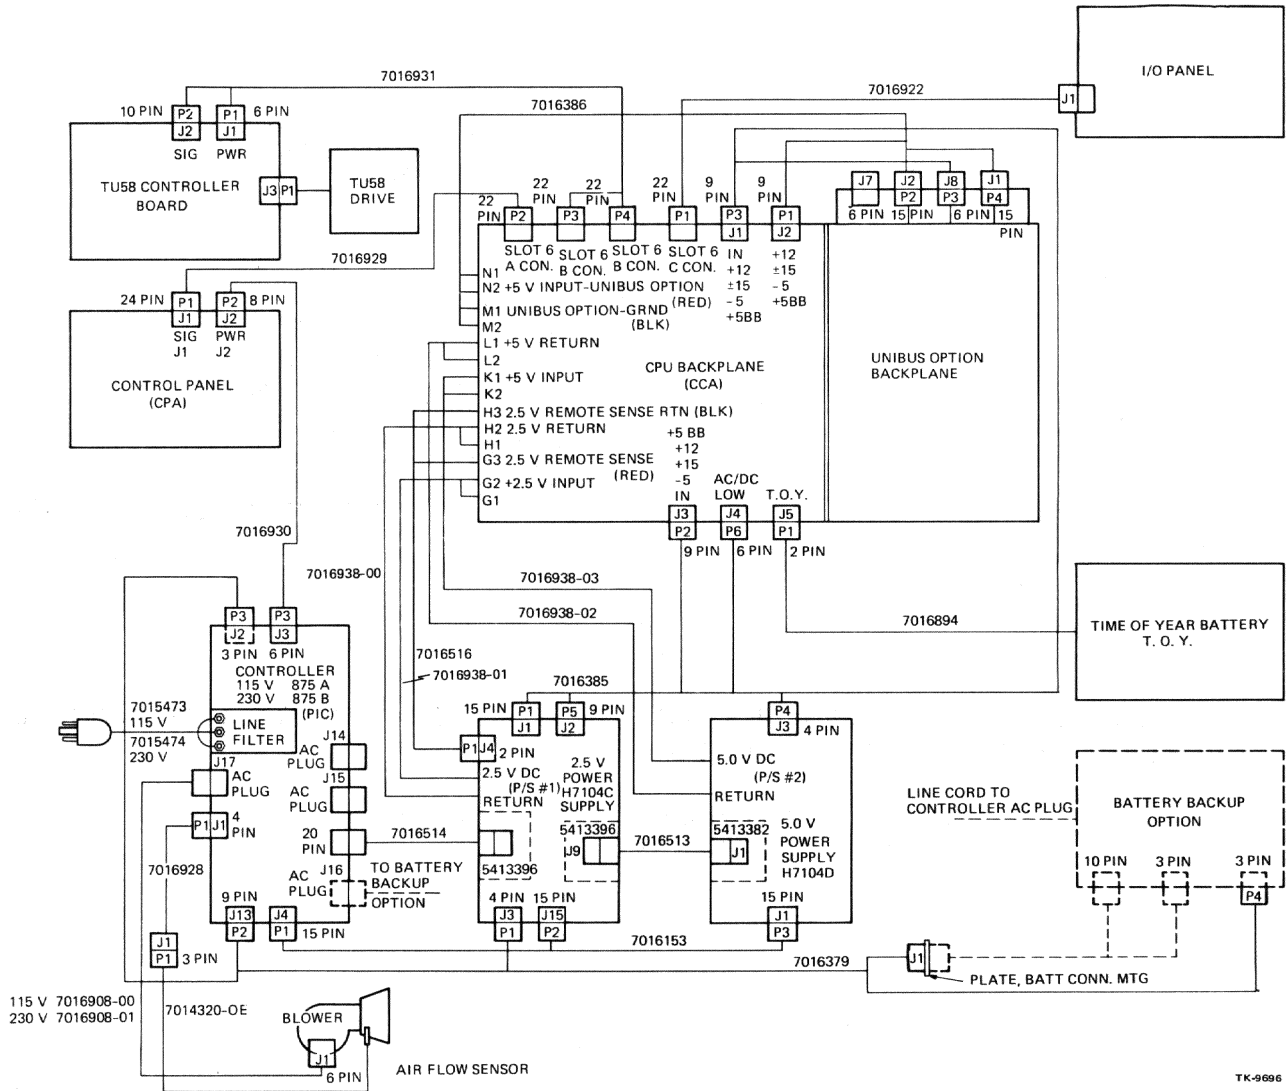 I/O PANEL
J1
7016931
7016386
7016922
10 PIN
P2
J2
P1
J1
6 PIN
SIG
PWR
TU58 CONTROLLER
BOARD
J3
P1
TU58
DRIVE
7016929
22
PIN
P2
22
PIN
P3
22
PIN
P4
22
PIN
P1
9
PIN
P3
J1
9
PIN
P1
J2
J7
6 PIN
J2
P2
15 PIN
J8
P3
6 PIN
J1
P4
15
PIN
SLOT 6
A CON.
SLOT 6
B CON.
SLOT 6
B CON.
SLOT 6
C CON.
IN
+12
±15
-5
+5BB
+12
±15
-5
+5BB
N1
N2 +5 V INPUT-UNIBUS OPTION
(RED)
M1 UNIBUS OPTION-GRND
(BLK)
M2
L1 +5 V RETURN
L2
K1 +5 V INPUT
K2
H3 2.5 V REMOTE SENSE RTN (BLK)
H2 2.5 V RETURN
H1
G3 2.5 V REMOTE SENSE
(RED)
G2 +2.5 V INPUT
G1
CPU BACKPLANE
(CCA)
UNIBUS OPTION
BACKPLANE
+5 BB
+12
+15
-5
IN
AC/DC
LOW
T.O.Y.
J3
P2
9 PIN
J4
P6
6 PIN
J5
P1
2 PIN
24 PIN
P1
J1
P2
J2
8 PIN
SIG
J1
PWR
J2
CONTROL PANEL
(CPA)
7016930
7016938-00
7016938-03
7016938-02
7016894
TIME OF YEAR BATTERY
T. O. Y.
7016516
7016938-01
7016385
P3
J2
3 PIN
P3
J3
6 PIN
CONTROLLER
115 V 875 A
230 V 875 B
(PIC)
7015473
115 V
7015474
230 V
LINE
FILTER
J14
AC
PLUG
J15
AC
PLUG
J17
AC
PLUG
P1
J1
4
PIN
20
PIN
J16
AC
PLUG
7016514
TO BATTERY
BACKUP
OPTION
7016928
9 PIN
J13
P2
J4
P1
15 PIN
J1
P1
3 PIN
15 PIN
P1
J1
P5
J2
9 PIN
P1
J4
2 PIN
2.5 V DC
(P/S #1)
RETURN
2.5 V
POWER
H7104C
SUPPLY
5413396
5413396
J9
7016513
4 PIN
J3
P1
15 PIN
J15
P2
P4
J3
4 PIN
5.0 V DC
(P/S #2)
RETURN
5413382
J1
5.0 V
POWER
SUPPLY
H7104D
15 PIN
J1
P3
7016153
7016379
LINE CORD TO
CONTROLLER AC PLUG
BATTERY BACKUP
OPTION
10 PIN
3 PIN
3 PIN
P4
J1
PLATE, BATT CONN. MTG
115 V 7016908-00
230 V 7016908-01
7014320-OE
BLOWER
J1
6 PIN
AIR FLOW SENSOR
TK-9696